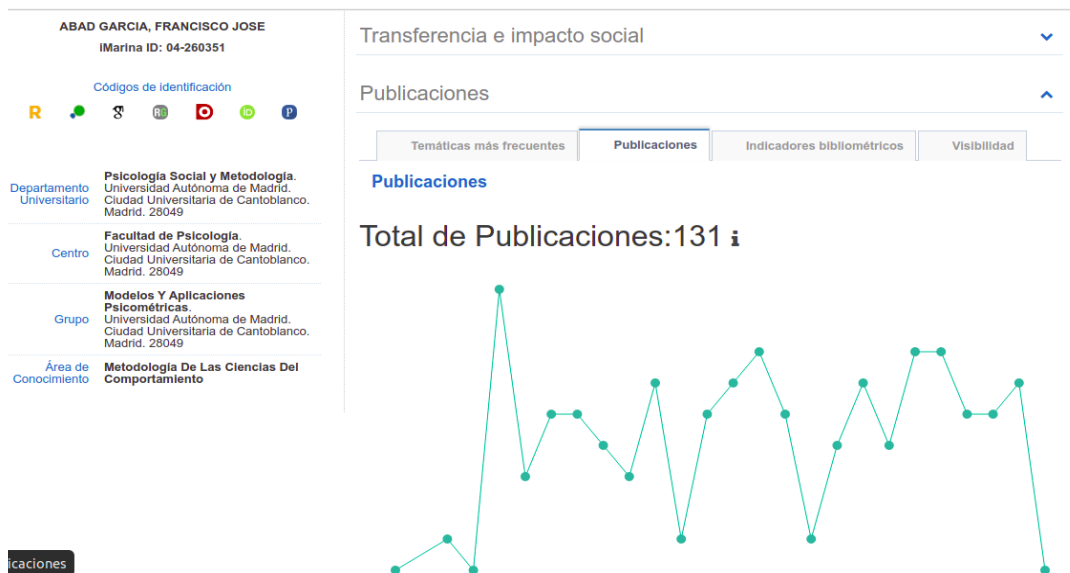 ABAD GARCIA, FRANCISCO JOSE
iMarina ID: 04-260351
Códigos de identificación
R
RG
iD
P
Departamento Universitario
Psicología Social y Metodología.
Universidad Autónoma de Madrid.
Ciudad Universitaria de Cantoblanco.
Madrid. 28049
Centro
Facultad de Psicología.
Universidad Autónoma de Madrid.
Ciudad Universitaria de Cantoblanco.
Madrid. 28049
Grupo
Modelos Y Aplicaciones
Psicométricas.
Universidad Autónoma de Madrid.
Ciudad Universitaria de Cantoblanco.
Madrid. 28049
Área de
Conocimiento
Metodología De Las Ciencias Del
Comportamiento
icaciones
Transferencia e impacto social
Publicaciones
Temáticas más frecuentes
Publicaciones
Indicadores bibliométricos
Visibilidad
Publicaciones
Total de Publicaciones:131 i